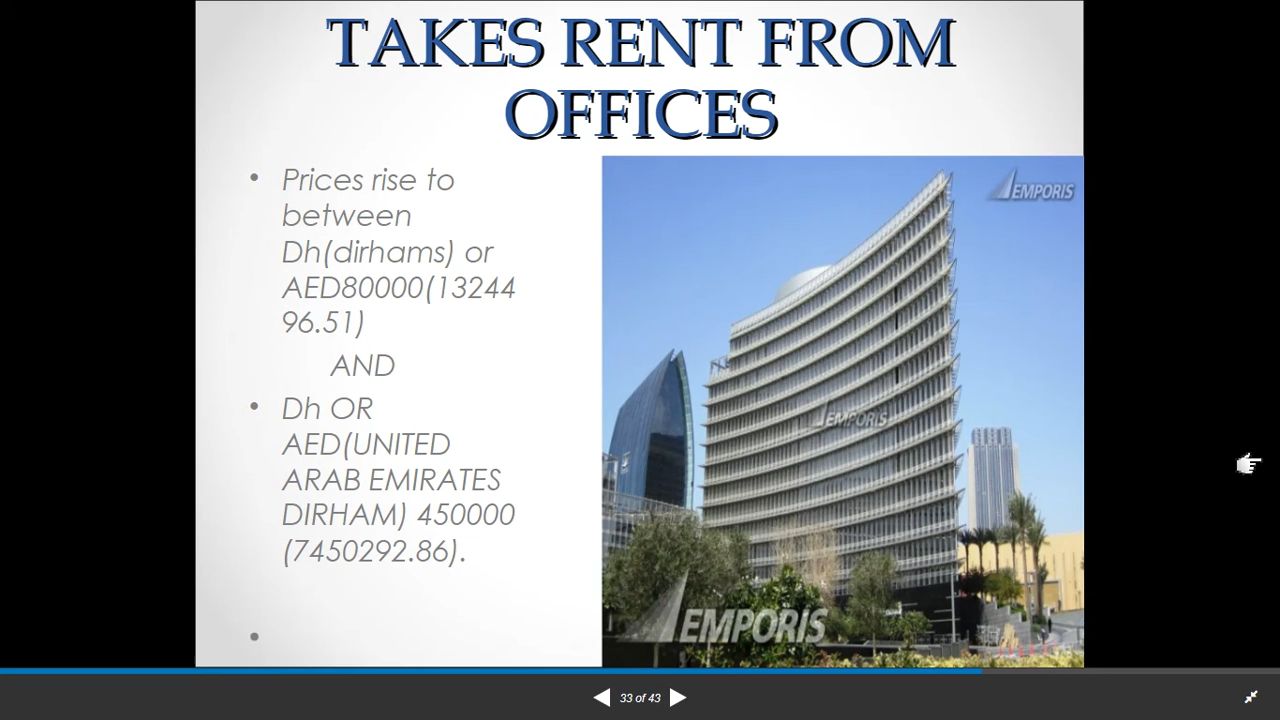 TAKES RENT FROM
OFFICES
• Prices rise to
between
Dh(dirhams) or
AED80000(13244
96.51)
AND
• Dh OR
AED(UNITED
ARAB EMIRATES
DIRHAM) 450000
(7450292.86).
•
EMPORIS
EMPORIS
EMPORIS
33 of 43